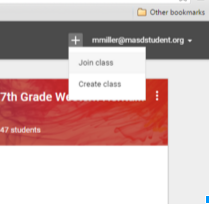 Other bookmarks
mmiller@masdstudent.org
Join class
Create class
7th Grade
47 students